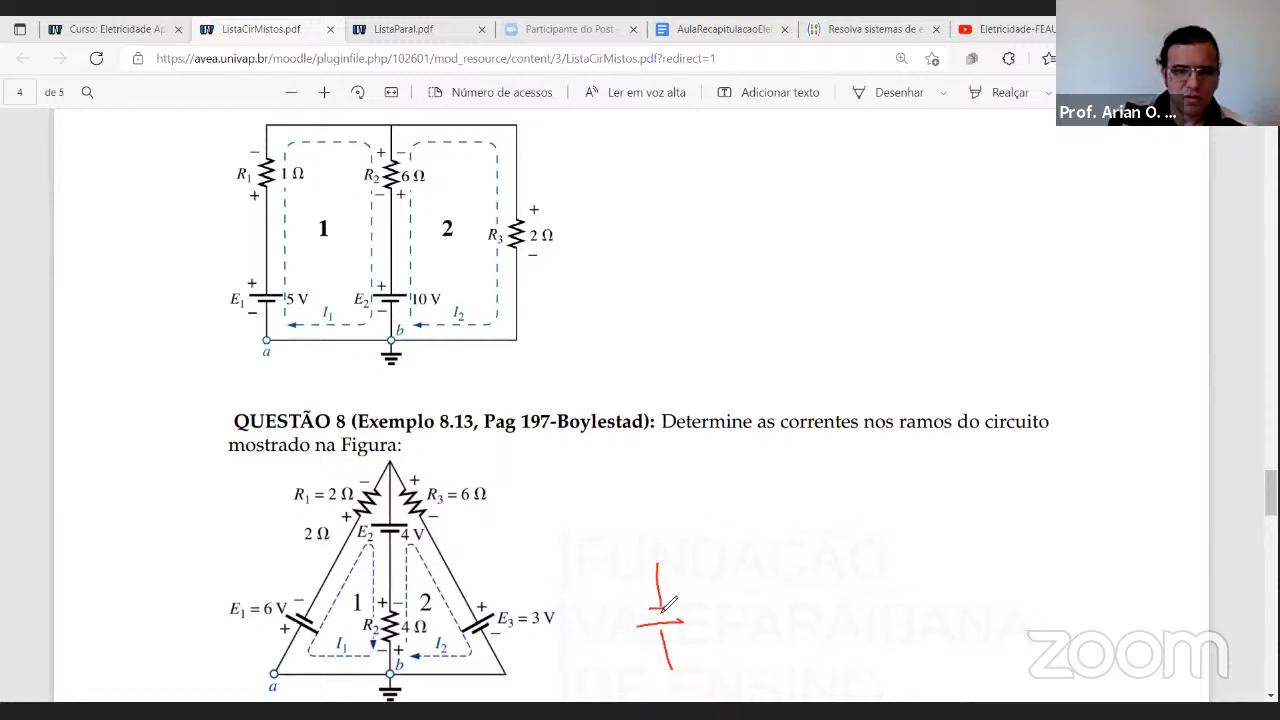 Curso: Eletricidade Ap
ListaCirMistos.pdf
ListaParal.pdf
Participante do Post -
AulaRecapitulacaoEle
Resolva sistemas de e
Eletricidade-FEAU
https://avea.univap.br/moodle/pluginfile.php/102601/mod_resource/content/3/ListaCirMistos.pdf?redirect=1
4 de 5
Número de acessos
Ler em voz alta
Adicionar texto
Desenhar
Realçar
Prof. Arian O. ...
R1 1 Ω
R2 6 Ω
1
2
R3 2 Ω
E1 5 V
E2 10 V
I1
I2
a
b
QUESTÃO 8 (Exemplo 8.13, Pag 197-Boylestad): Determine as correntes nos ramos do circuito
mostrado na Figura:
R1 = 2 Ω
R3 = 6 Ω
2 Ω
E2 4 V
E1 = 6 V
1
2
R2 4 Ω
E3 = 3 V
I1
I2
a
b
FUNDAÇÃO
VALEPARAIBANA
DE ENSINO
zoom